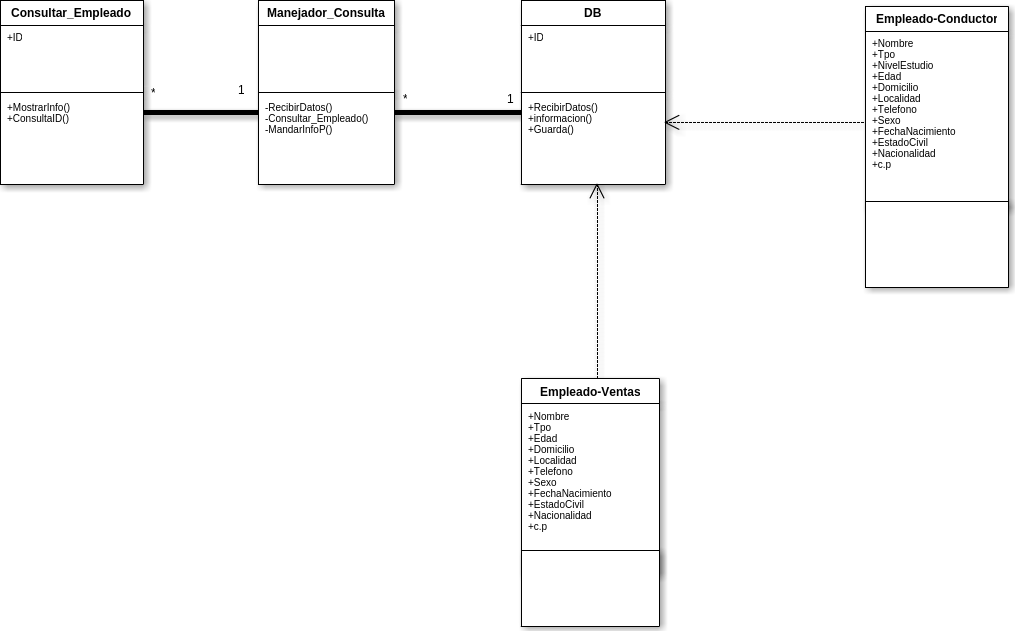 Consultar_Empleado
+ID
+MostrarInfo()
+ConsultaID()
*
1
Manejador_Consulta
-RecibirDatos()
-Consultar_Empleado()
-MandarInfoP()
*
1
DB
+ID
+RecibirDatos()
+informacion()
+Guarda()
Empleado-Conductor
+Nombre
+Tpo
+NivelEstudio
+Edad
+Domicilio
+Localidad
+Telefono
+Sexo
+FechaNacimiento
+EstadoCivil
+Nacionalidad
+c.p
Empleado-Ventas
+Nombre
+Tpo
+Edad
+Domicilio
+Localidad
+Telefono
+Sexo
+FechaNacimiento
+EstadoCivil
+Nacionalidad
+c.p